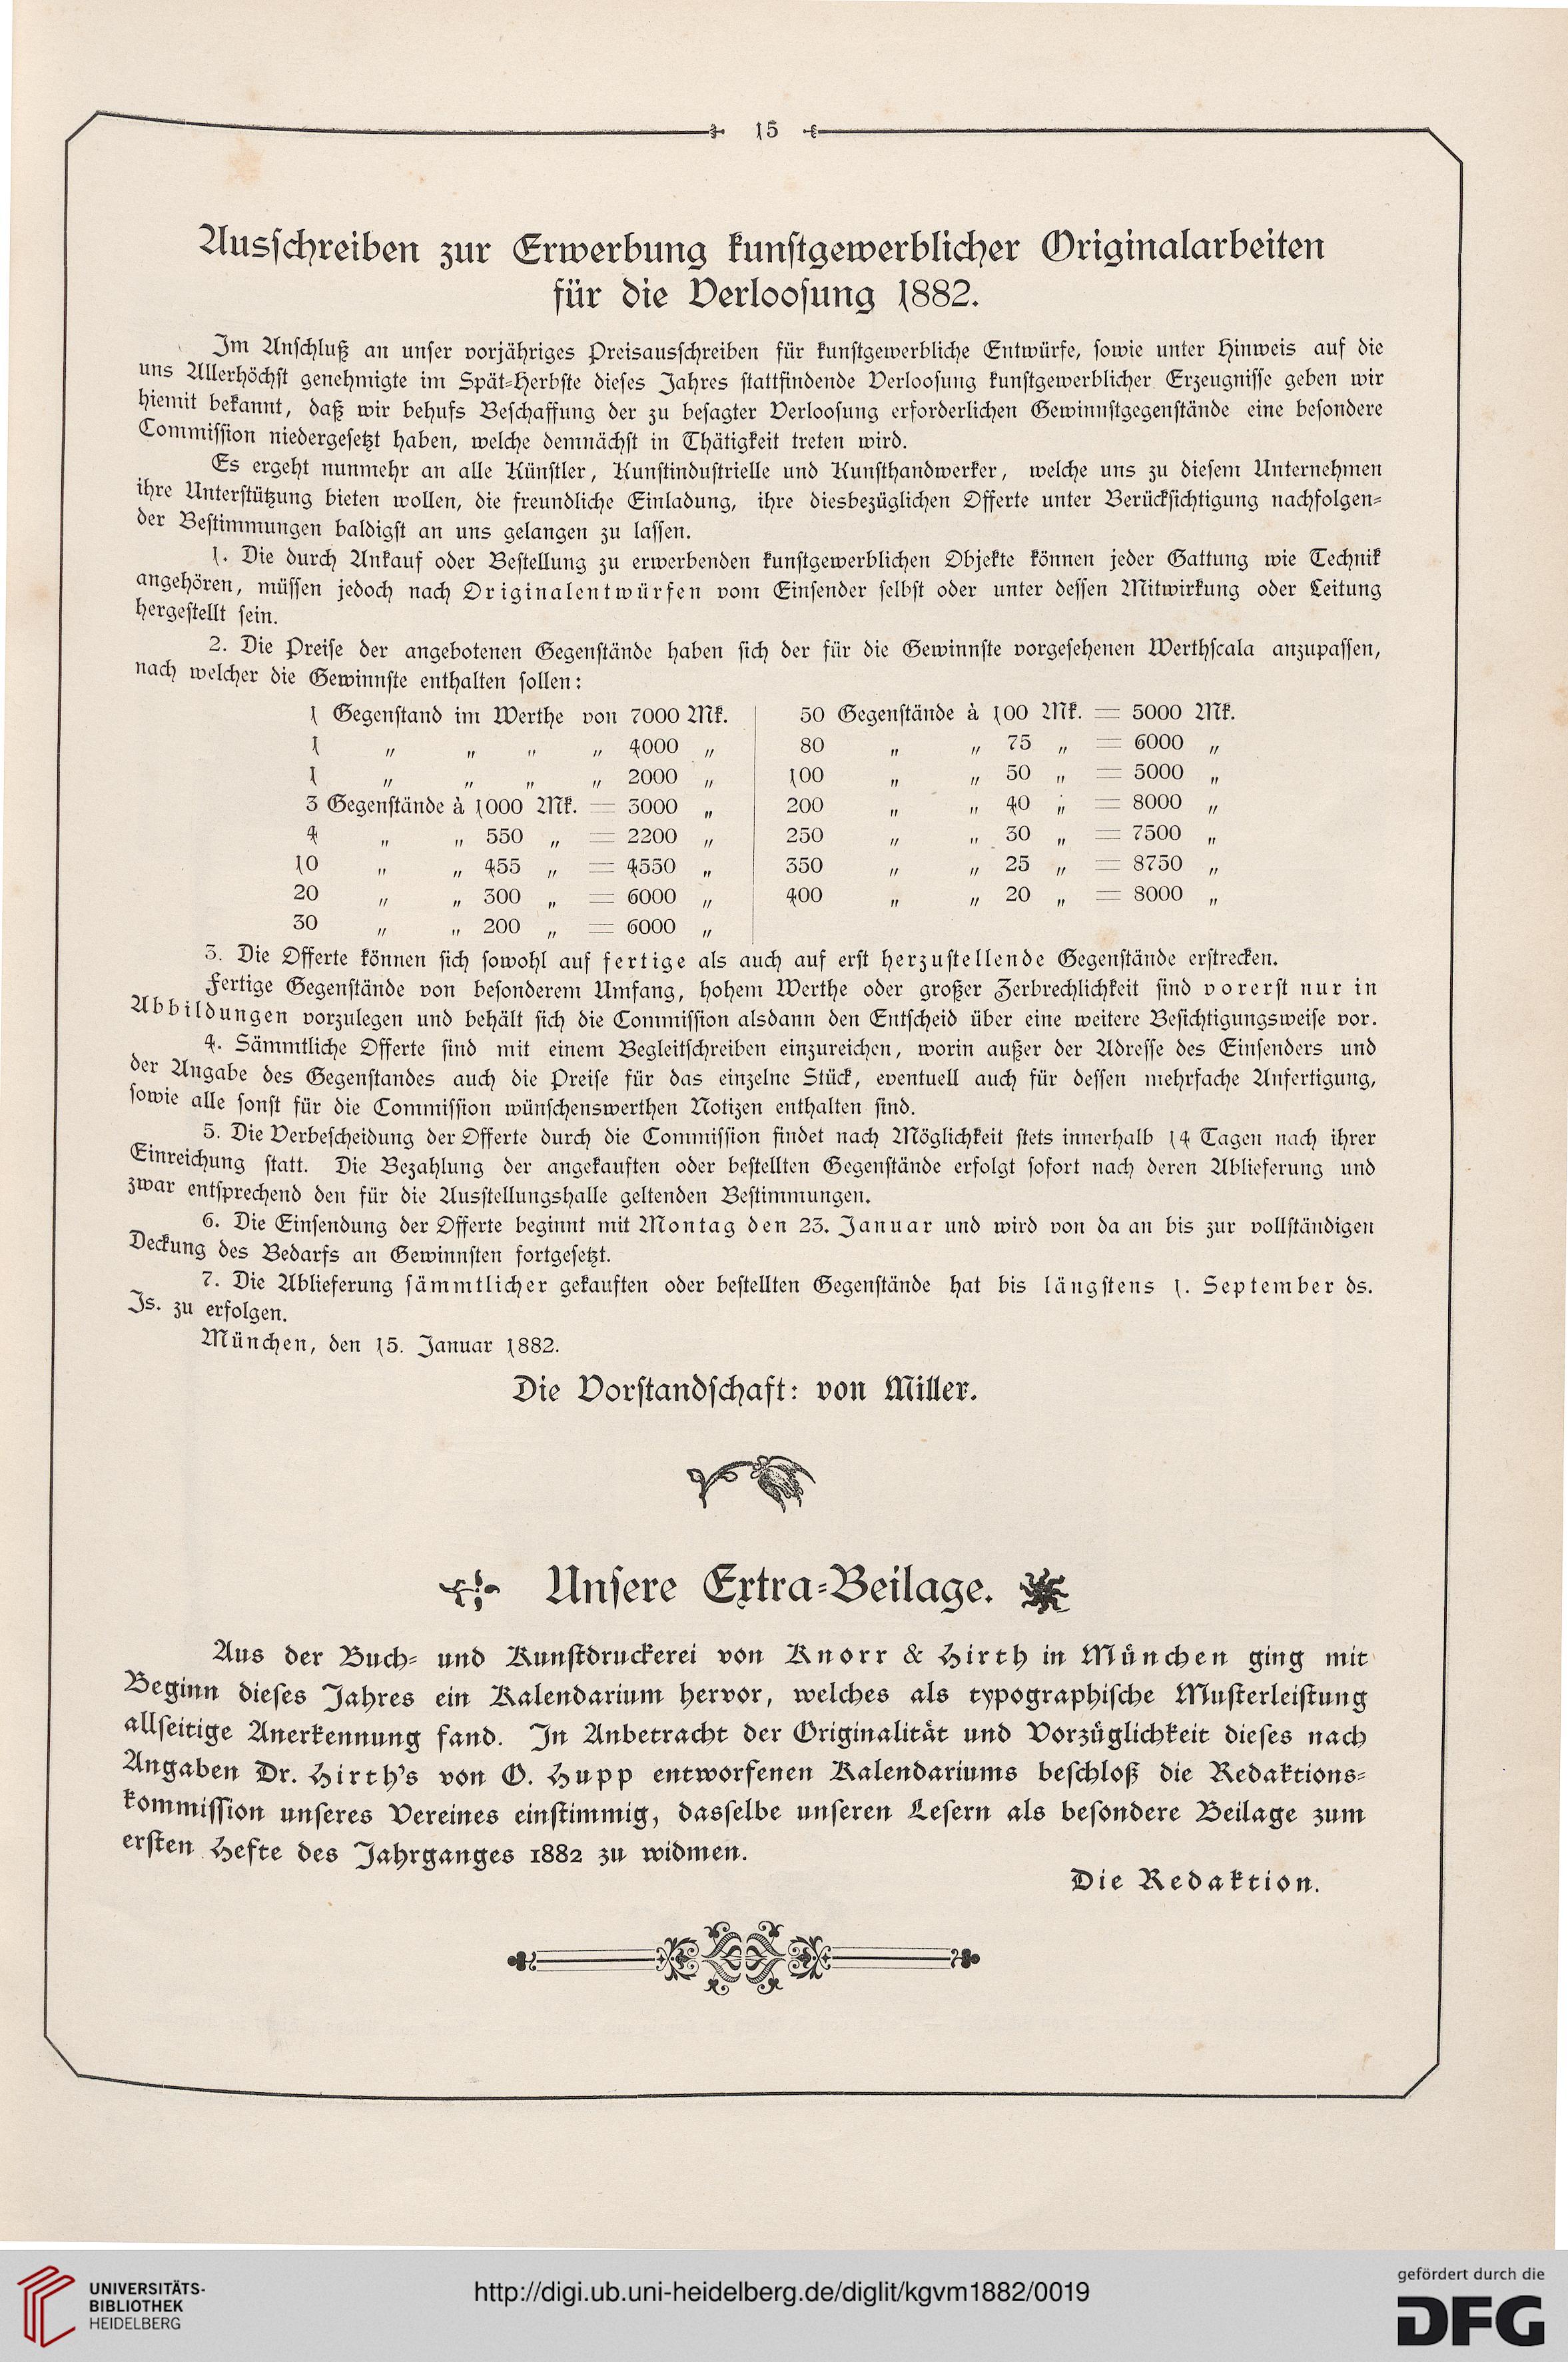 15
Ausschreiben zur Erwerbung kunstgewerblicher Originalarbeiten
für die Verloosung 1882.
Im Anschluß an unser vorjähriges Preisausschreiben für kunstgewerbliche Entwürfe, sowie unter Hinweis auf die
uns Allerhöchst genehmigte im Spät-Herbste dieses Jahres stattfindende Verloosung kunstgewerblicher Erzeugnisse geben wir
hiemit bekannt, daß wir behufs Beschaffung der zu besagter Verloosung erforderlichen Gewinnstgegenstände eine besondere
Commission niedergesetzt haben, welche demnächst in Thätigkeit treten wird.
Es ergeht nunmehr an alle Künstler, Kunstindustrielle und Kunsthandwerker, welche uns zu diesem Unternehmen
ihre Unterstützung bieten wollen, die freundliche Einladung, ihre diesbezüglichen Offerte unter Berücksichtigung nachfolgen-
der Bestimmungen baldigst an uns gelangen zu lassen.
1. Die durch Ankauf oder Bestellung zu erwerbenden kunstgewerblichen Objekte können jeder Gattung wie Technik
angehören, müssen jedoch nach Originalentwürfen vom Einsender selbst oder unter dessen Mitwirkung oder Leitung
hergestellt sein.
2. Die Preise der angebotenen Gegenstände haben sich der für die Gewinnste vorgesehenen Werthscala anzupassen,
nach welcher die Gewinnste enthalten sollen:
1 Gegenstand im Werthe von 7000 Mk.
1 „ „ „ „ 4000 „
1 „ „ „ „ 2000 „
3 Gegenstände à 1000 Mk. = 3000 „
4 „ „ 550 „ = 2200 „
10 „ „ 455 „ = 4550 „
20 „ „ 300 „ = 6000 „
30 „ „ 200 „ = 6000 „
50 Gegenstände à 100 Mk. = 5000 Mk.
80 „ „ 75 „ = 6000 „
100 „ „ 50 „ = 5000 „
200 „ „ 40 „ = 8000 „
250 „ „ 30 „ = 7500 „
350 „ „ 25 „ = 8750 „
400 „ „ 20 „ = 8000 „
3. Die Offerte können sich sowohl auf fertige als auch auf erst herzustellende Gegenstände erstrecken.
Fertige Gegenstände von besonderem Umfang, hohem Werthe oder großer Zerbrechlichkeit sind vorerst nur in
Abbildungen vorzulegen und behält sich die Commission alsdann den Entscheid über eine weitere Besichtigungsweise vor.
4. Sämmtliche Offerte sind mit einem Begleitschreiben einzureichen, worin außer der Adresse des Einsenders und
der Angabe des Gegenstandes auch die Preise für das einzelne Stück, eventuell auch für dessen mehrfache Anfertigung,
sowie alle sonst für die Commission wünschenswerthen Notizen enthalten sind.
5. Die Verbescheidung der Offerte durch die Commission findet nach Möglichkeit stets innerhalb 14 Tagen nach ihrer
Einreichung statt. Die Bezahlung der angekauften oder bestellten Gegenstände erfolgt sofort nach deren Ablieferung und
zwar entsprechend den für die Ausstellungshalle geltenden Bestimmungen.
6. Die Einsendung der Offerte beginnt mit Montag den 23. Januar und wird von da an bis zur vollständigen
Deckung des Bedarfs an Gewinnsten fortgesetzt.
7. Die Ablieferung sämmtlicher gekauften oder bestellten Gegenstände hat bis längstens 1. September ds.
Js. zu erfolgen.
München, den 15. Januar 1882.
Die Vorstandschaft: von Miller.
Unsere Extra-Beilage.
Aus der Buch- und Kunstdruckerei von Knorr & Hirth in München ging mit
Beginn dieses Jahres ein Kalendarium hervor, welches als typographische Musterleistung
allseitige Anerkennung fand. In Anbetracht der Originalität und Vorzüglichkeit dieses nach
Angaben Dr. Hirth's von O. Hupp entworfenen Kalendariums beschloß die Redaktions-
kommission unseres Vereines einstimmig, dasselbe unseren Lesern als besondere Beilage zum
ersten Hefte des Jahrganges 1882 zu widmen.
Die Redaktion.
UNIVERSITÄTS-
BIBLIOTHEK
HEIDELBERG
http://digi.ub.uni-heidelberg.de/diglit/kgvm1882/0019
gefördert durch die
DFG